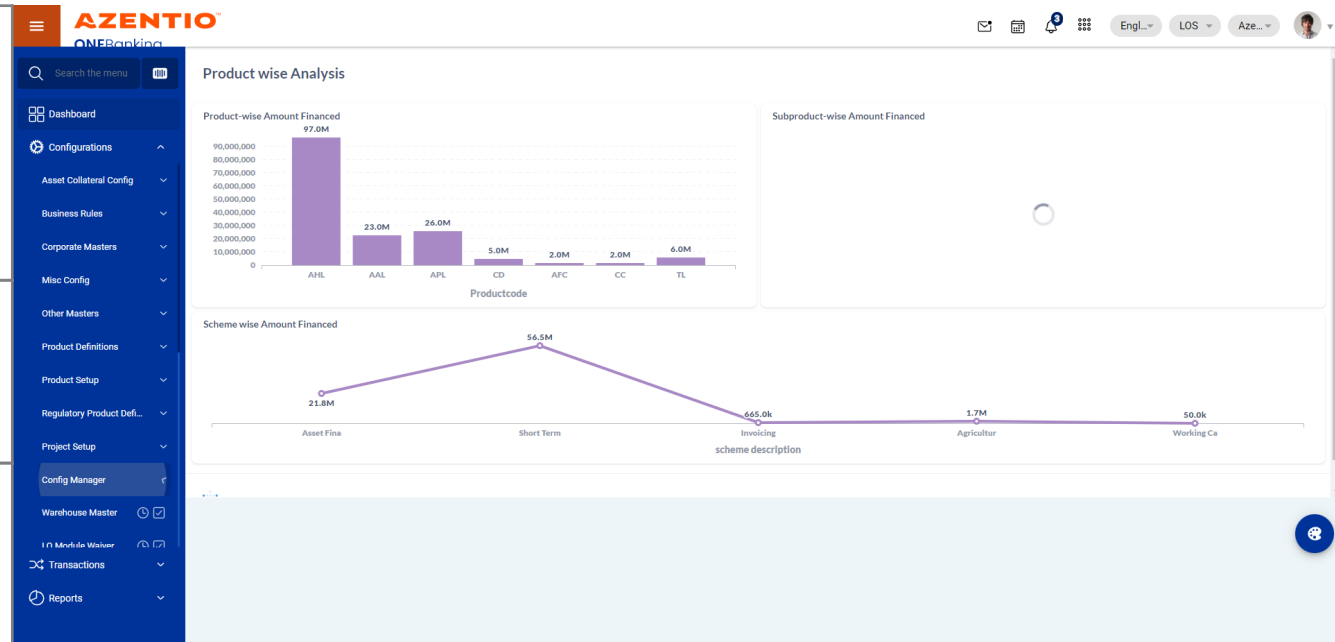 AZENTIO
ONEBanking
3
Engl...
LOS
Aze...
Search the menu
Dashboard
Configurations
Asset Collateral Config
Business Rules
Corporate Masters
Misc Config
Other Masters
Product Definitions
Product Setup
Regulatory Product Defi...
Project Setup
Config Manager
Warehouse Master
LO Module Waiver
Transactions
Reports
Product wise Analysis
Product-wise Amount Financed
97.0M
90,000,000
80,000,000
70,000,000
60,000,000
50,000,000
40,000,000
30,000,000
20,000,000
10,000,000
0
23.0M
26.0M
5.0M
2.0M
2.0M
6.0M
AHL AAL APL CD AFC CC TL
Productcode
Subproduct-wise Amount Financed
Scheme wise Amount Financed
56.5M
21.8M
665.0k
1.7M
50.0k
Asset Fina Short Term Invoicing Agricultur Working Ca
scheme description